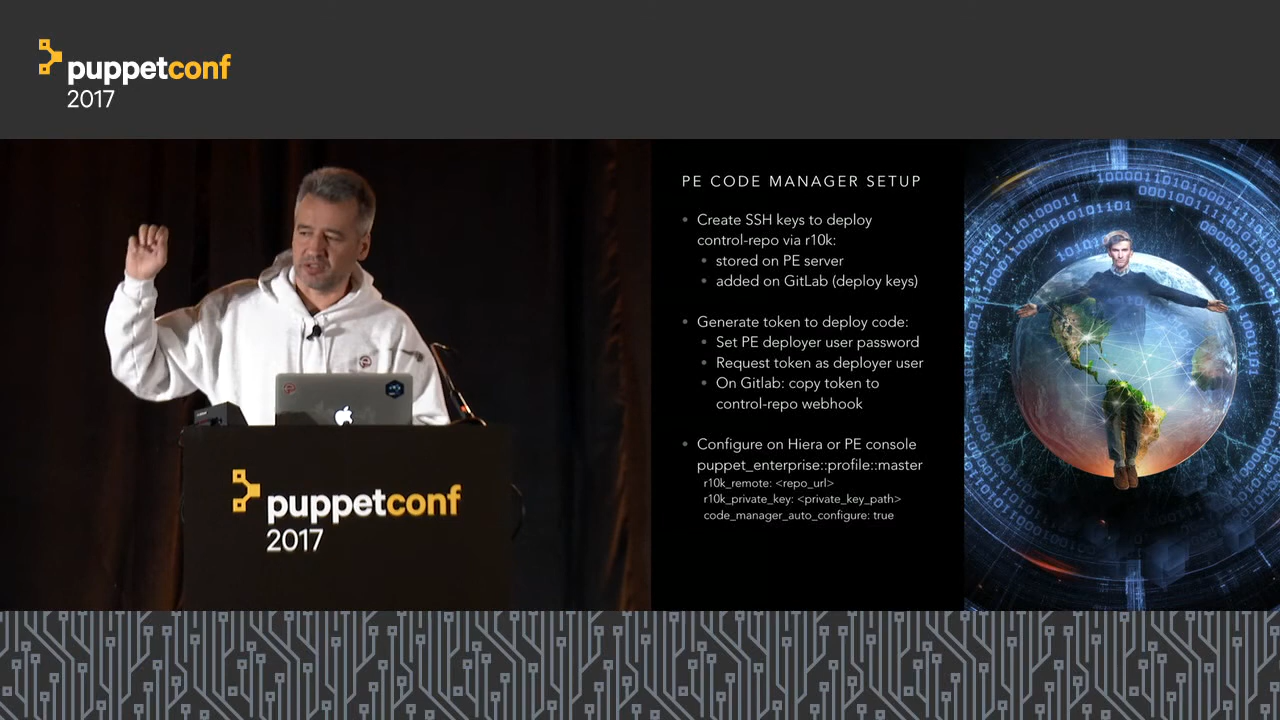 puppetconf
2017
PE CODE MANAGER SETUP
• Create SSH keys to deploy
control-repo via r10k:
• stored on PE server
• added on GitLab (deploy keys)
• Generate token to deploy code:
• Set PE deployer user password
• Request token as deployer user
• On Gitlab: copy token to
control-repo webhook
• Configure on Hiera or PE console
puppet_enterprise::profile::master
r10k_remote: <repo_url>
r10k_private_key: <private_key_path>
code_manager_auto_configure: true
puppetconf
2017